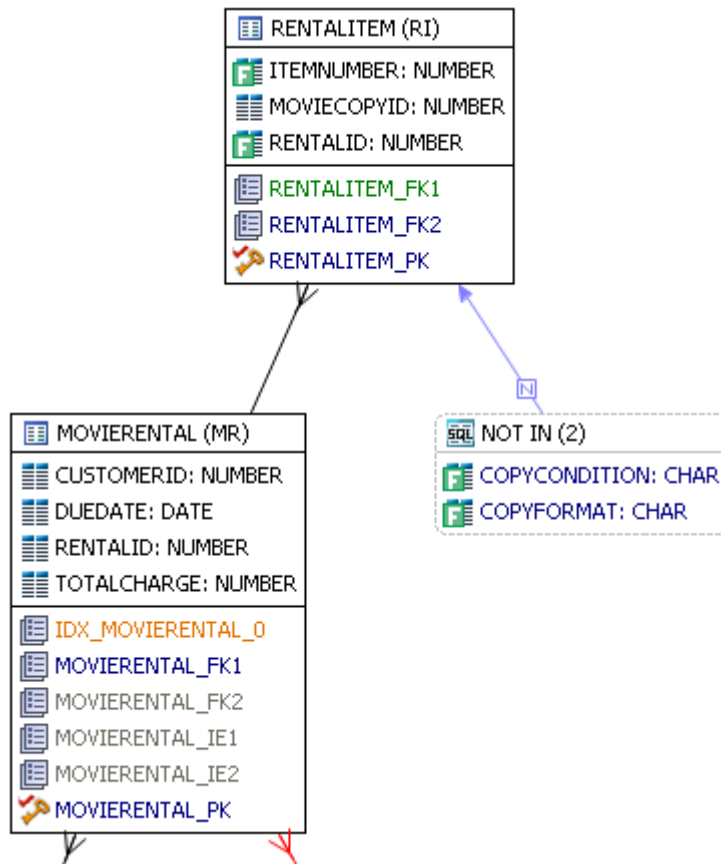 RENTALITEM (RI)
ITEMNUMBER: NUMBER
MOVIECOPYID: NUMBER
RENTALID: NUMBER
RENTALITEM_FK1
RENTALITEM_FK2
RENTALITEM_PK
N
MOVIERENTAL (MR)
CUSTOMERID: NUMBER
DUEDATE: DATE
RENTALID: NUMBER
TOTALCHARGE: NUMBER
IDX_MOVIERENTAL_0
MOVIERENTAL_FK1
MOVIERENTAL_FK2
MOVIERENTAL_IE1
MOVIERENTAL_IE2
MOVIERENTAL_PK
SQL NOT IN (2)
F COPYCONDITION: CHAR
F COPYFORMAT: CHAR